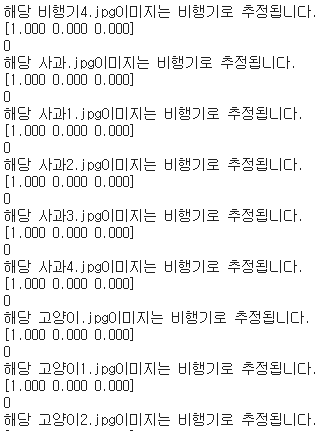 해당 비행기4.jpg이미지는 비행기로 추정됩니다.
[1.000 0.000 0.000]
0
해당 사과.jpg이미지는 비행기로 추정됩니다.
[1.000 0.000 0.000]
0
해당 사과1.jpg이미지는 비행기로 추정됩니다.
[1.000 0.000 0.000]
0
해당 사과2.jpg이미지는 비행기로 추정됩니다.
[1.000 0.000 0.000]
0
해당 사과3.jpg이미지는 비행기로 추정됩니다.
[1.000 0.000 0.000]
0
해당 사과4.jpg이미지는 비행기로 추정됩니다.
[1.000 0.000 0.000]
0
해당 고양이.jpg이미지는 비행기로 추정됩니다.
[1.000 0.000 0.000]
0
해당 고양이1.jpg이미지는 비행기로 추정됩니다.
[1.000 0.000 0.000]
0
해당 고양이2.jpg이미지는 비행기로 추정됩니다.